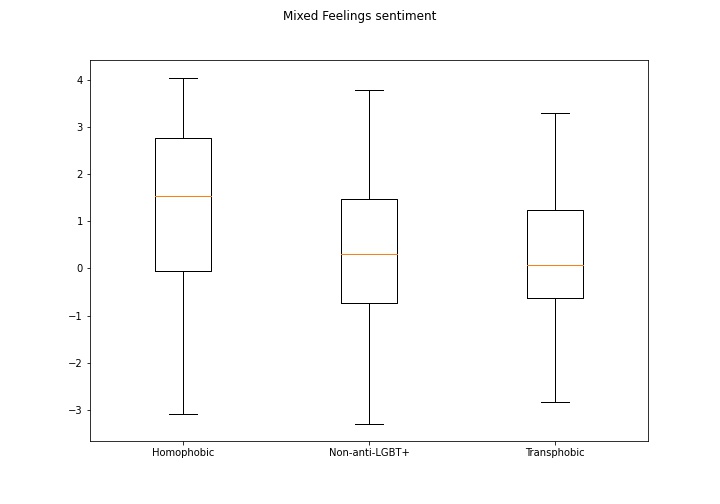 Mixed Feelings sentiment
4
3
2
1
0
−1
−2
−3
Homophobic
Non-anti-LGBT+
Transphobic